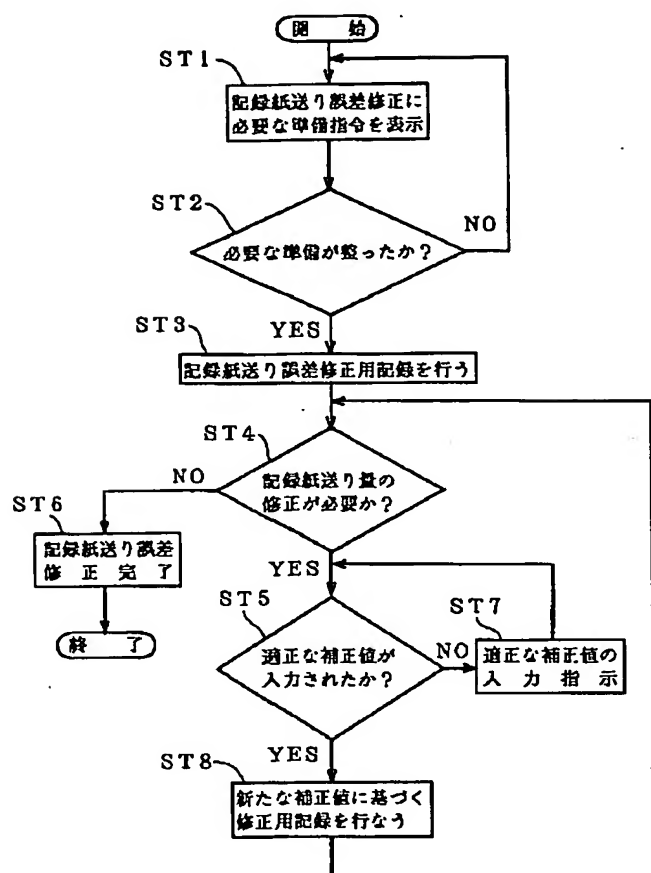 開始
ST1
記録紙送り誤差修正に
必要な準備指令を表示
ST2
必要な準備が整ったか？
NO
YES
ST3
記録紙送り誤差修正用記録を行う
ST4
記録紙送り量の
修正が必要か？
NO
ST6
記録紙送り誤差
修正完了
終了
YES
ST5
適正な補正値が
入力されたか？
NO
ST7
適正な補正値の
入力指示
YES
ST8
新たな補正値に基づく
修正用記録を行なう